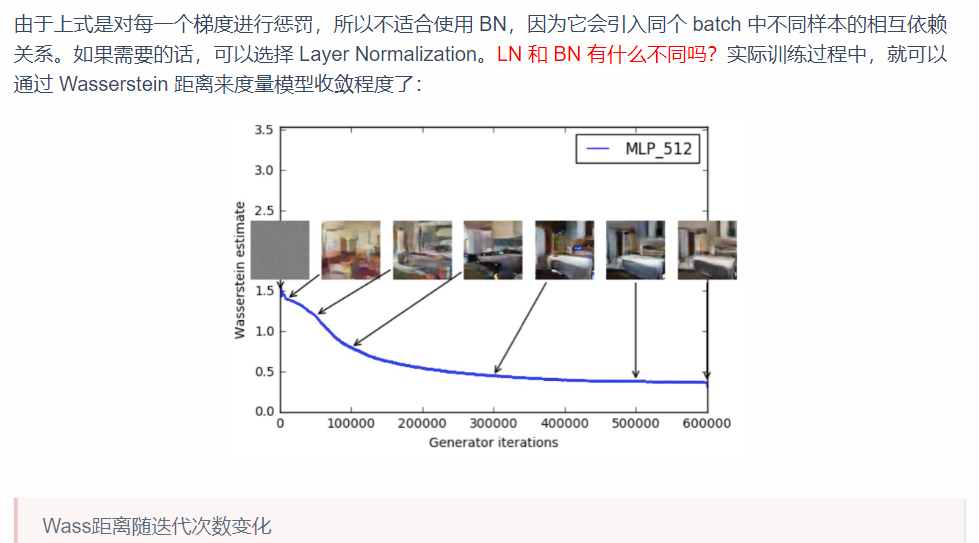 由于上式是对每一个梯度进行惩罚，所以不适合使用 BN，因为它会引入同个 batch 中不同样本的相互依赖
关系。如果需要的话，可以选择 Layer Normalization。LN 和 BN 有什么不同吗？实际训练过程中，就可以
通过 Wasserstein 距离来度量模型收敛程度了：
3.5
MLP_512
3.0
2.5
Wasserstein estimate
1.5
1.0
0.5
0.0
0 100000 200000 300000 400000 500000 600000
Generator iterations
Wass距离随迭代次数变化